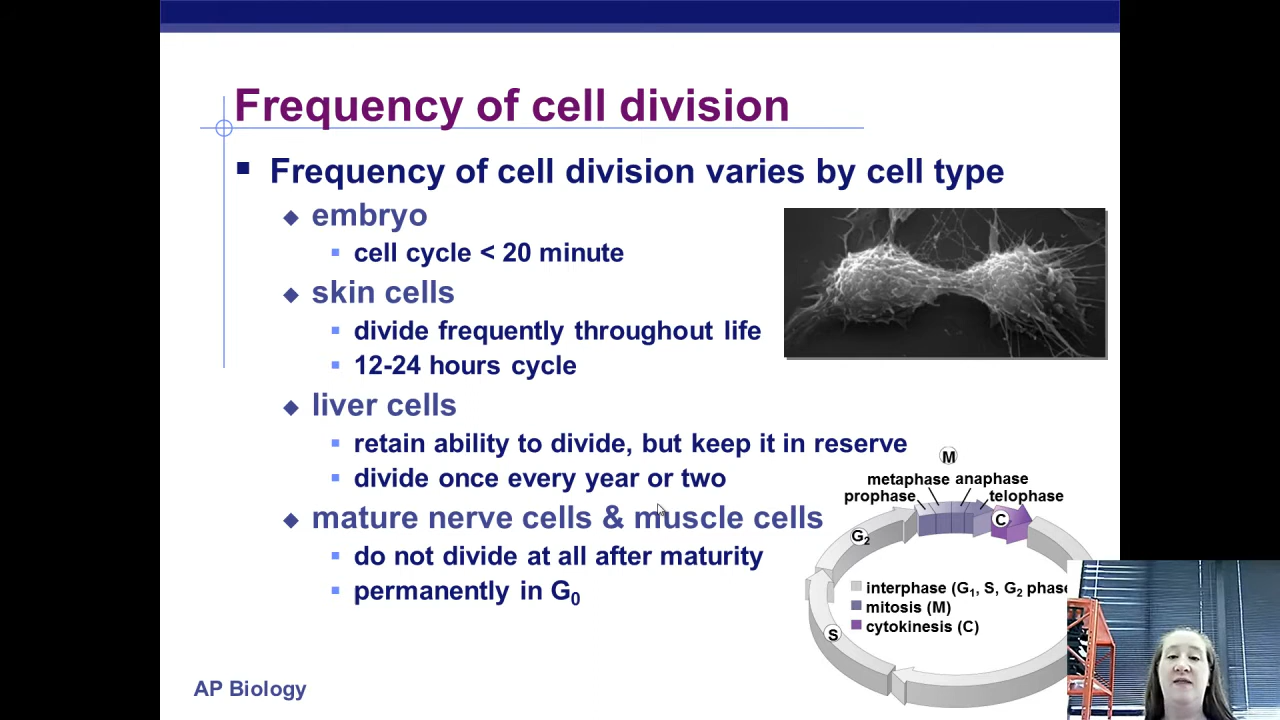 Frequency of cell division
Frequency of cell division varies by cell type
embryo
cell cycle < 20 minute
skin cells
divide frequently throughout life
12-24 hours cycle
liver cells
retain ability to divide, but keep it in reserve
divide once every year or two
mature nerve cells & muscle cells
do not divide at all after maturity
permanently in G₀
M
metaphase anaphase
prophase telophase
C
G₂
interphase (G₁, S, G₂ phase
mitosis (M)
cytokinesis (C)
S
AP Biology